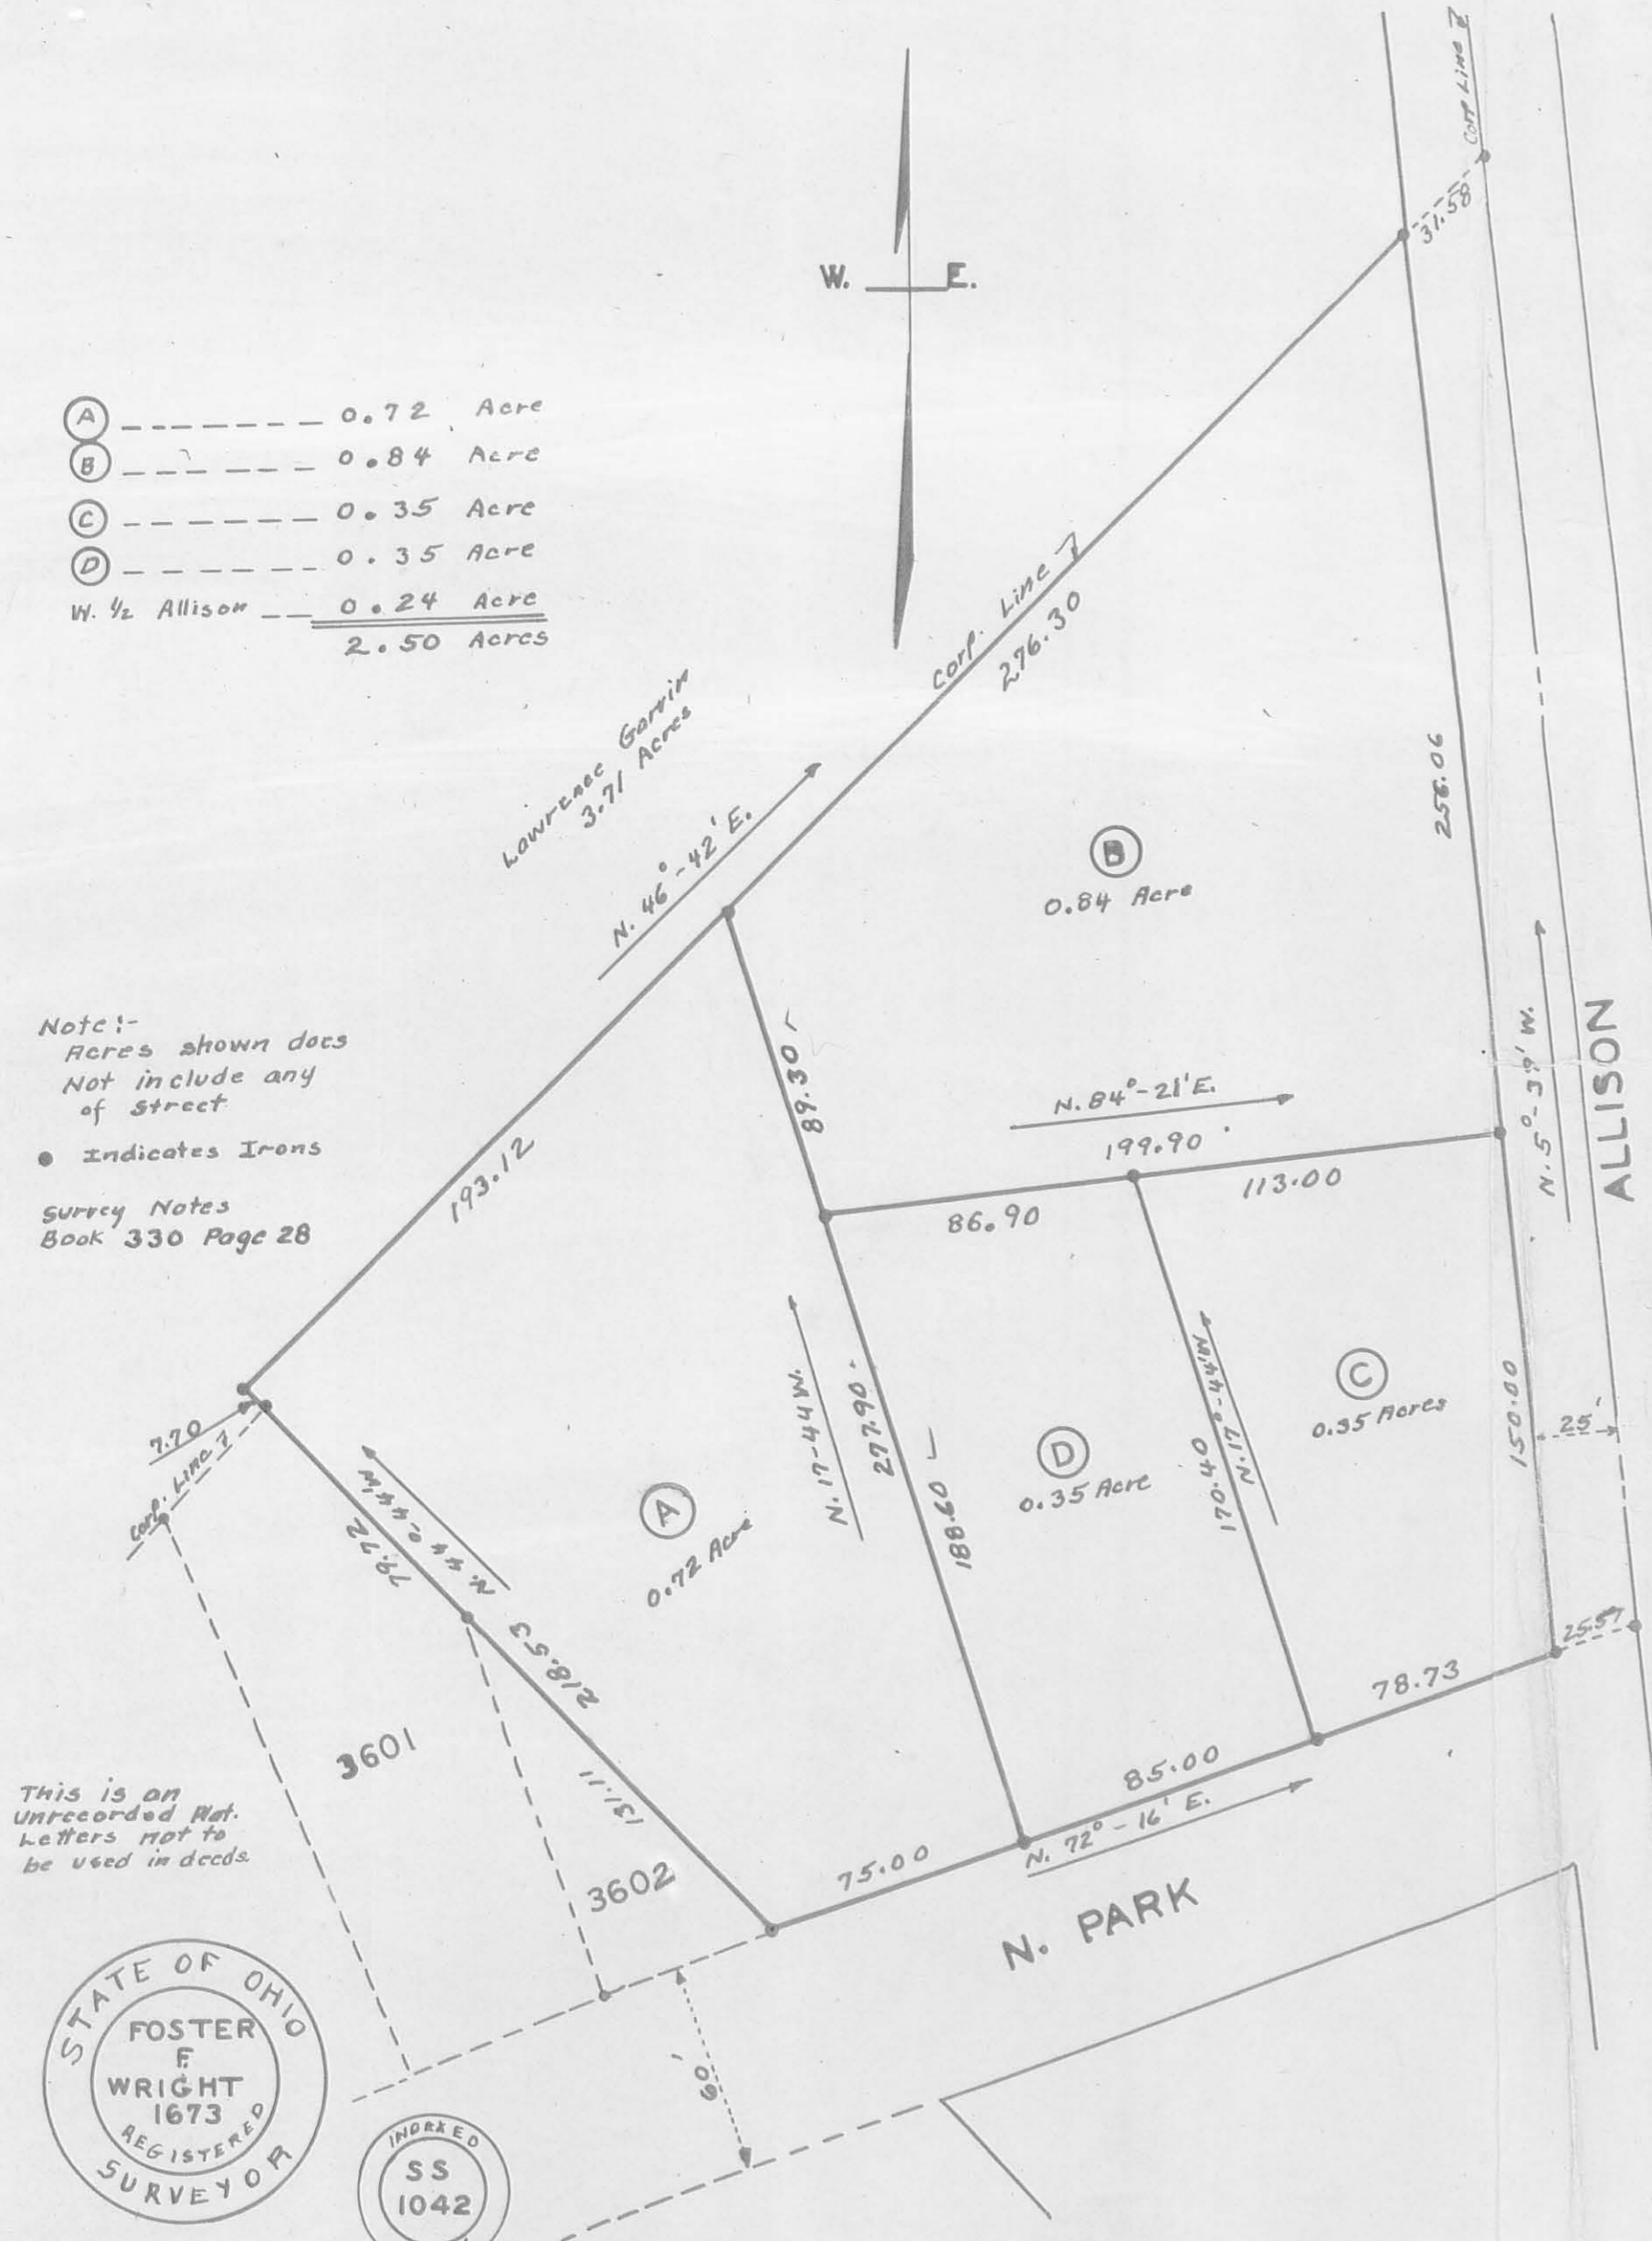 Corp Line 7
31.58
W. E.
A 0.72 Acre
B 0.84 Acre
C 0.35 Acre
D 0.35 Acre
W. 1/2 Allison 0.24 Acre
2.50 Acres
Corp. Line 7
276.30
Lawrence Garvin
3.71 Acres
N. 46°-42' E.
256.06
B
0.84 Acre
Note:-
Acres shown does
Not include any
of Street
● Indicates Irons
Survey Notes
Book 330 Page 28
193.12
89.30
N. 84°-21' E.
199.90
86.90
113.00
N. 5°-39' W.
ALLISON
7.70
Corp. Line 7
N. 44°-44' W
79.72
218.53
131.11
A
0.72 Acre
N. 17-44 W.
277.90
188.60
D
0.35 Acre
N. 17°-44' W
170.40
C
0.35 Acres
150.00
25'
25.57
78.73
85.00
N. 72°-16' E.
75.00
N. PARK
3601
3602
60'
This is an
Unrecorded Plat.
Letters not to
be used in deeds.
STATE OF OHIO
FOSTER
F.
WRIGHT
1673
REGISTERED
SURVEYOR
INDEXED
SS
1042